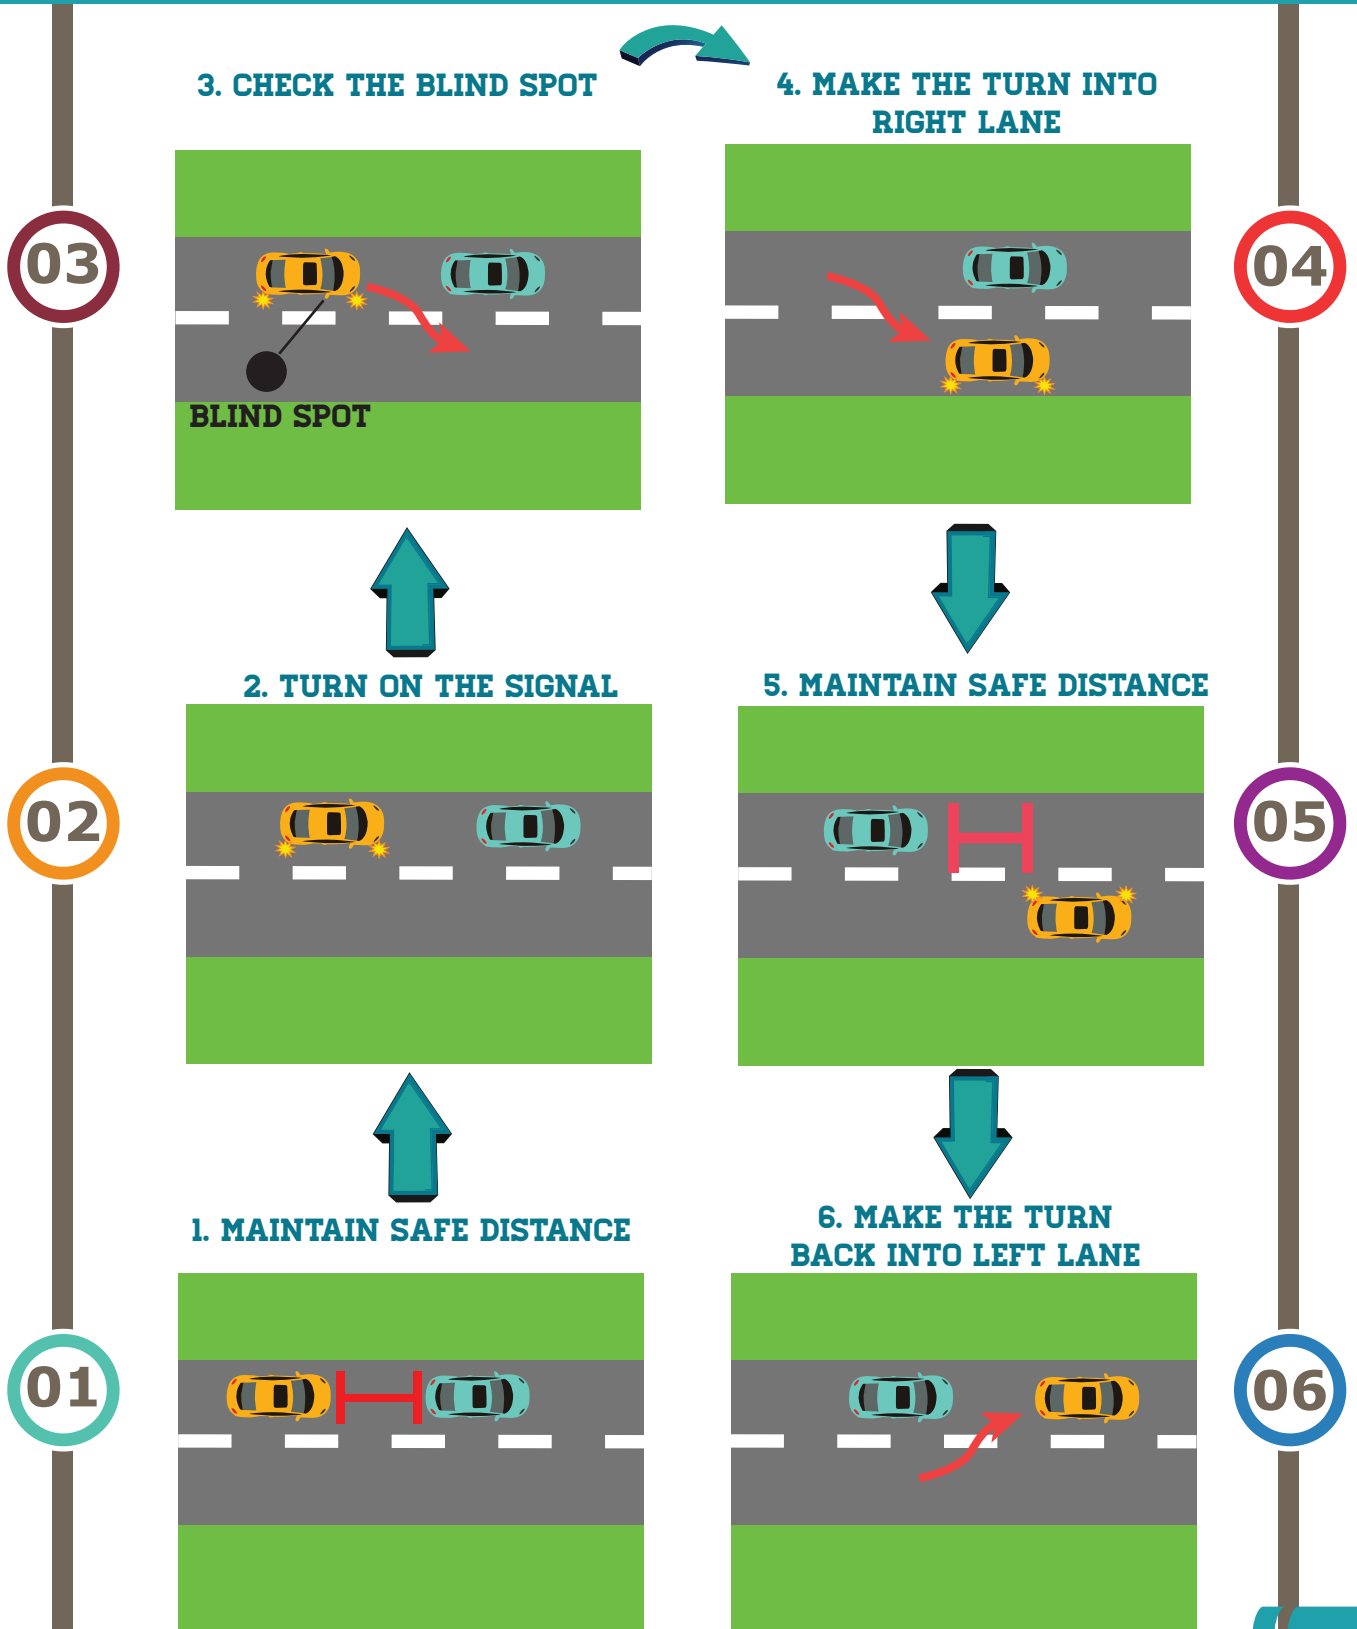 3. CHECK THE BLIND SPOT
4. MAKE THE TURN INTO
RIGHT LANE
03
04
BLIND SPOT
2. TURN ON THE SIGNAL
5. MAINTAIN SAFE DISTANCE
02
05
1. MAINTAIN SAFE DISTANCE
6. MAKE THE TURN
BACK INTO LEFT LANE
01
06